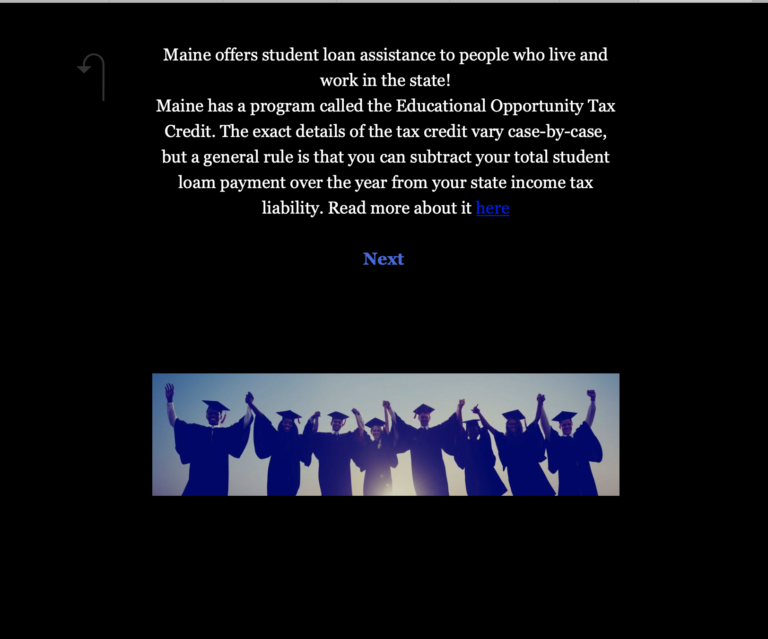 Maine offers student loan assistance to people who live and
work in the state!
Maine has a program called the Educational Opportunity Tax
Credit. The exact details of the tax credit vary case-by-case,
but a general rule is that you can subtract your total student
loam payment over the year from your state income tax
liability. Read more about it here
Next